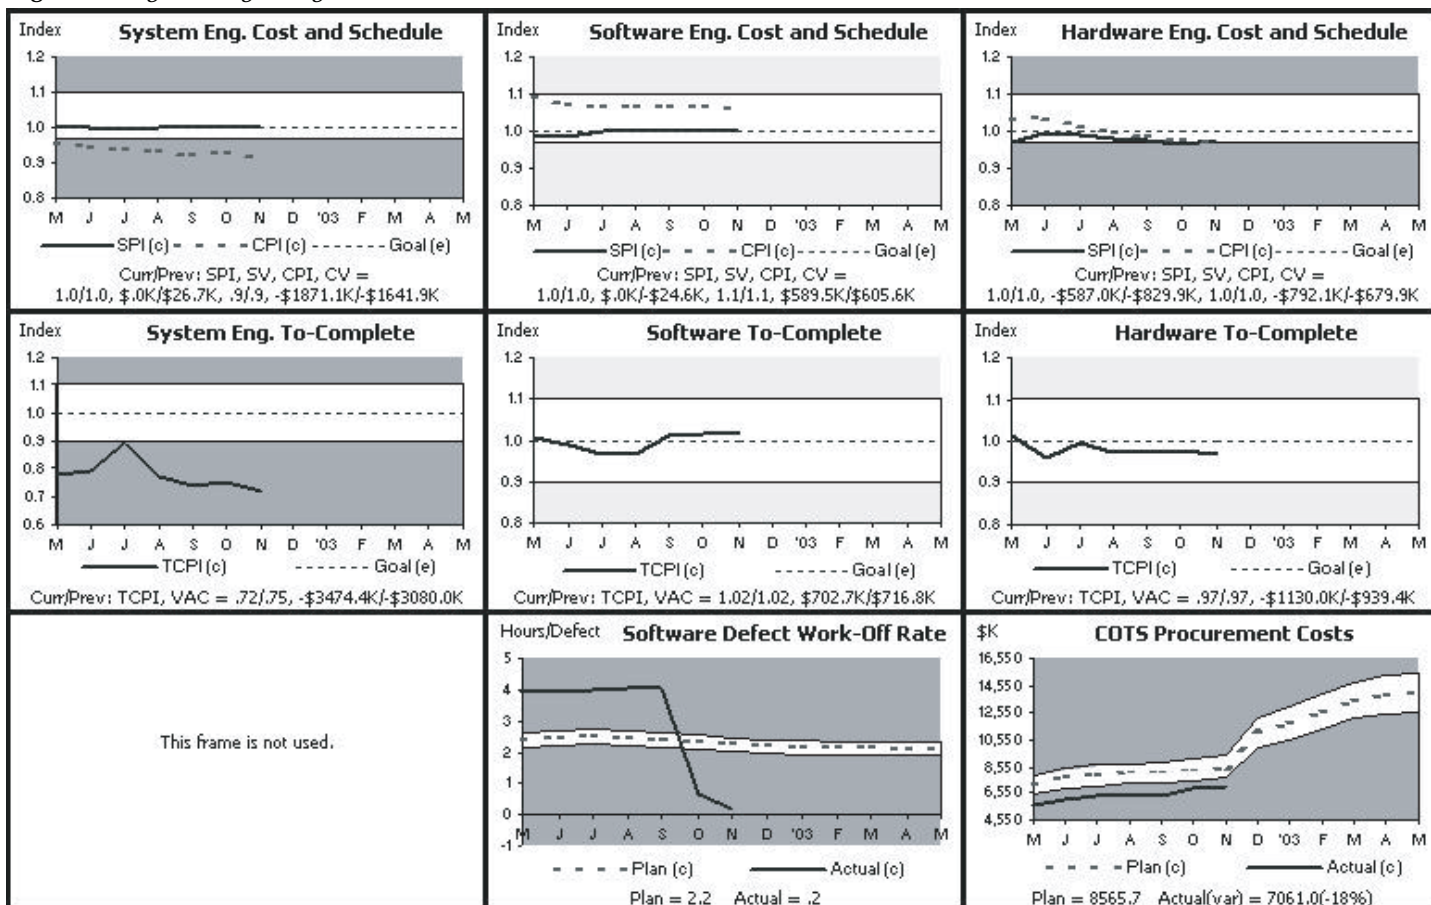 Index System Eng. Cost and Schedule
1.2
1.1
1.0
0.9
0.8
M J J A S O N D '03 F M A M
SPI(c) CPI(c) Goal(e)
Curr/Prev: SPI, SV, CPI, CV =
1.0/1.0, $.0K/$26.7K, .9/.9, -$1871.1K/-$1641.9K
Index Software Eng. Cost and Schedule
1.2
1.1
1.0
0.9
0.8
M J J A S O N D '03 F M A M
SPI(c) CPI(c) Goal(e)
Curr/Prev: SPI, SV, CPI, CV =
1.0/1.0, $.0K/-$24.6K, 1.1/1.1, $589.5K/$605.6K
Index Hardware Eng. Cost and Schedule
1.2
1.1
1.0
0.9
0.8
M J J A S O N D '03 F M A M
SPI(c) CPI(c) Goal(e)
Curr/Prev: SPI, SV, CPI, CV =
1.0/1.0, -$587.0K/-$829.9K, 1.0/1.0, -$792.1K/-$679.9K
Index System Eng. To-Complete
1.2
1.1
1.0
0.9
0.8
0.7
0.6
M J J A S O N D '03 F M A M
TCPI(c) Goal(e)
Curr/Prev: TCPI, VAC = .72/.75, -$3474.4K/-$3080.0K
Index Software To-Complete
1.2
1.1
1.0
0.9
0.8
M J J A S O N D '03 F M A M
TCPI(c) Goal(e)
Curr/Prev: TCPI, VAC = 1.02/1.02, $702.7K/$716.8K
Index Hardware To-Complete
1.2
1.1
1.0
0.9
0.8
M J J A S O N D '03 F M A M
TCPI(c) Goal(e)
Curr/Prev: TCPI, VAC = .97/.97, -$1130.0K/-$939.4K
This frame is not used.
Hours/Defect Software Defect Work-Off Rate
5
4
3
2
1
0
-1
M J J A S O N D '03 F M A M
Plan (c) Actual (c)
Plan = 2.2 Actual = .2
$K COTS Procurement Costs
16,550
14,550
12,550
10,550
8,550
6,550
4,550
M J J A S O N D '03 F M A M
Plan (c) Actual (c)
Plan = 8565.7 Actual(var) = 7061.0(-18%)